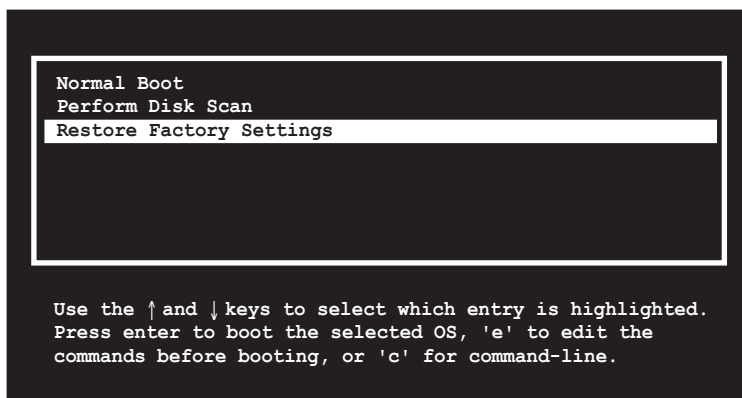 Normal Boot
Perform Disk Scan
Restore Factory Settings
Use the ↑ and ↓ keys to select which entry is highlighted.
Press enter to boot the selected OS, 'e' to edit the
commands before booting, or 'c' for command-line.